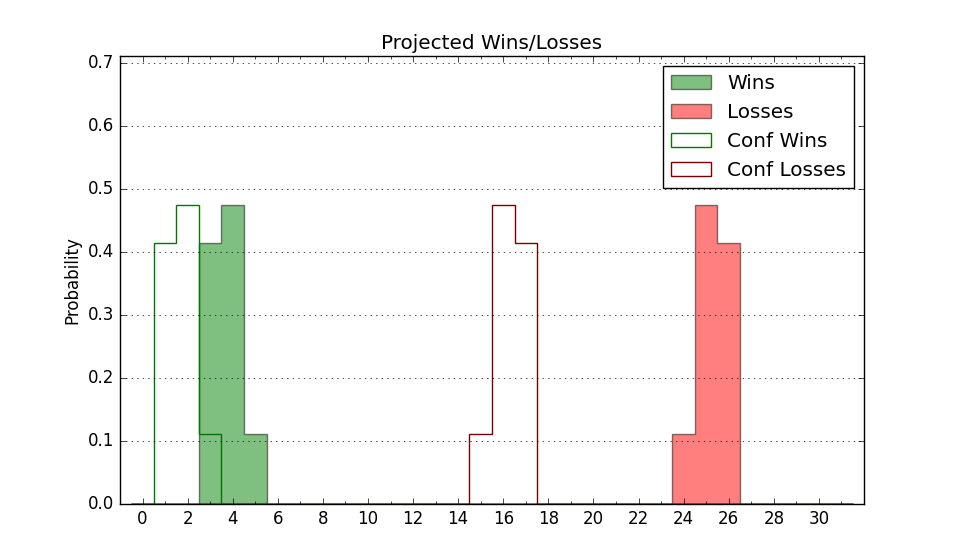 Projected Wins/Losses
0.7
0.6
0.5
0.4
0.3
0.2
0.1
0.0
Probability
Wins
Losses
Conf Wins
Conf Losses
0 2 4 6 8 10 12 14 16 18 20 22 24 26 28 30